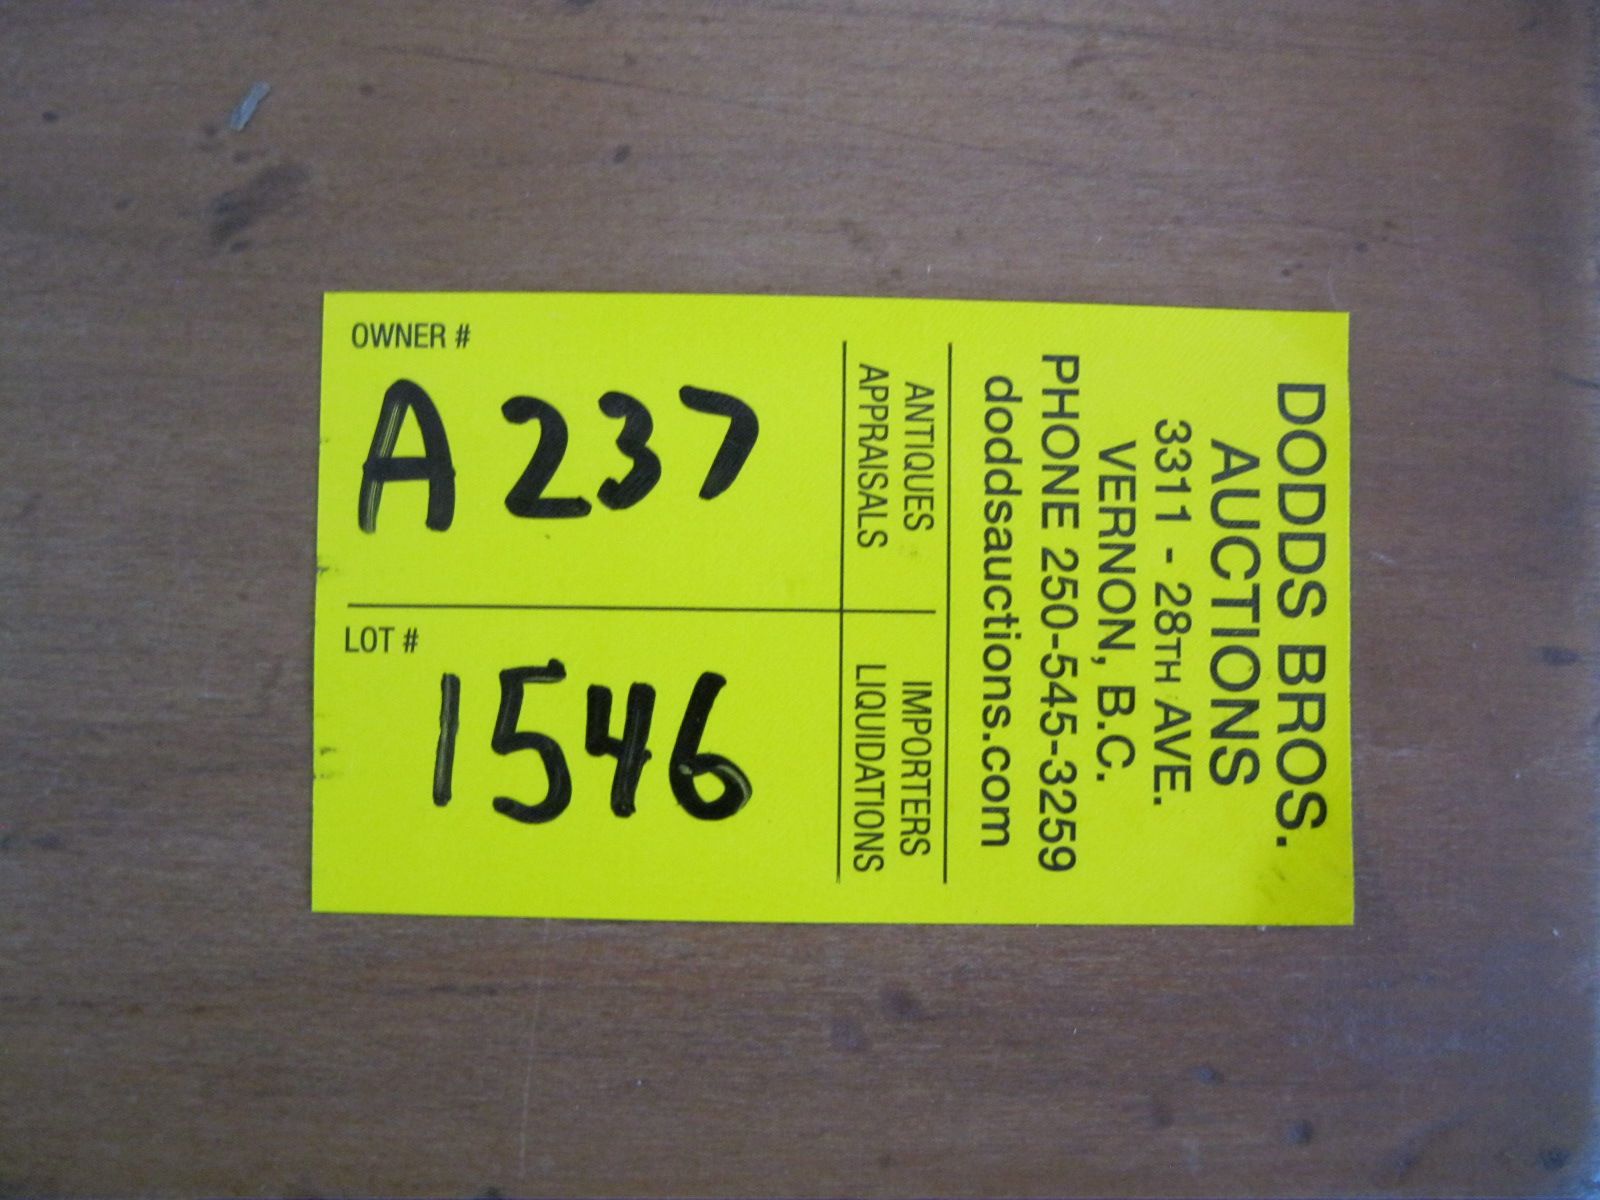 DODDS BROS.
AUCTIONS
3311 - 28TH AVE.
VERNON, B.C.
PHONE 250-545-3259
doddsauctions.com
ANTIQUES
APPRAISALS
IMPORTERS
LIQUIDATIONS
OWNER #
A 237
LOT #
1546